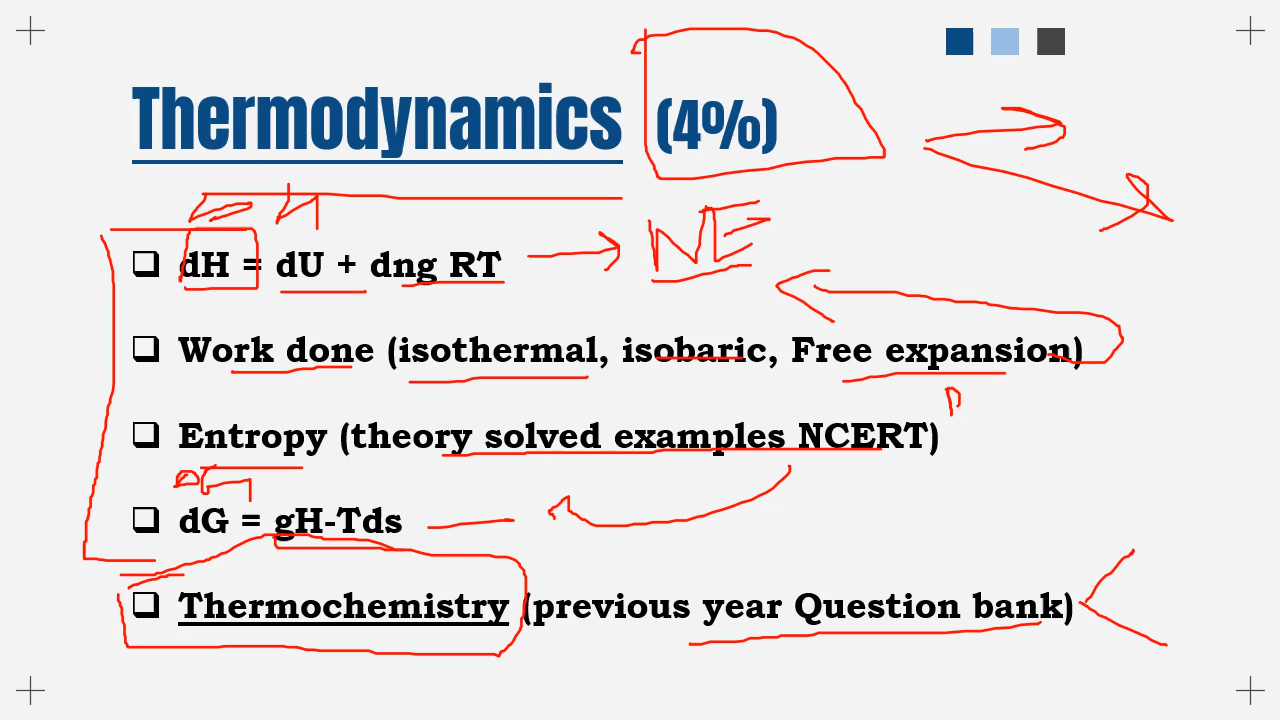 Thermodynamics (4%)
dH = dU + dng RT
NE
Work done (isothermal, isobaric, Free expansion)
Entropy (theory solved examples NCERT)
dG = gH-Tds
Thermochemistry (previous year Question bank)